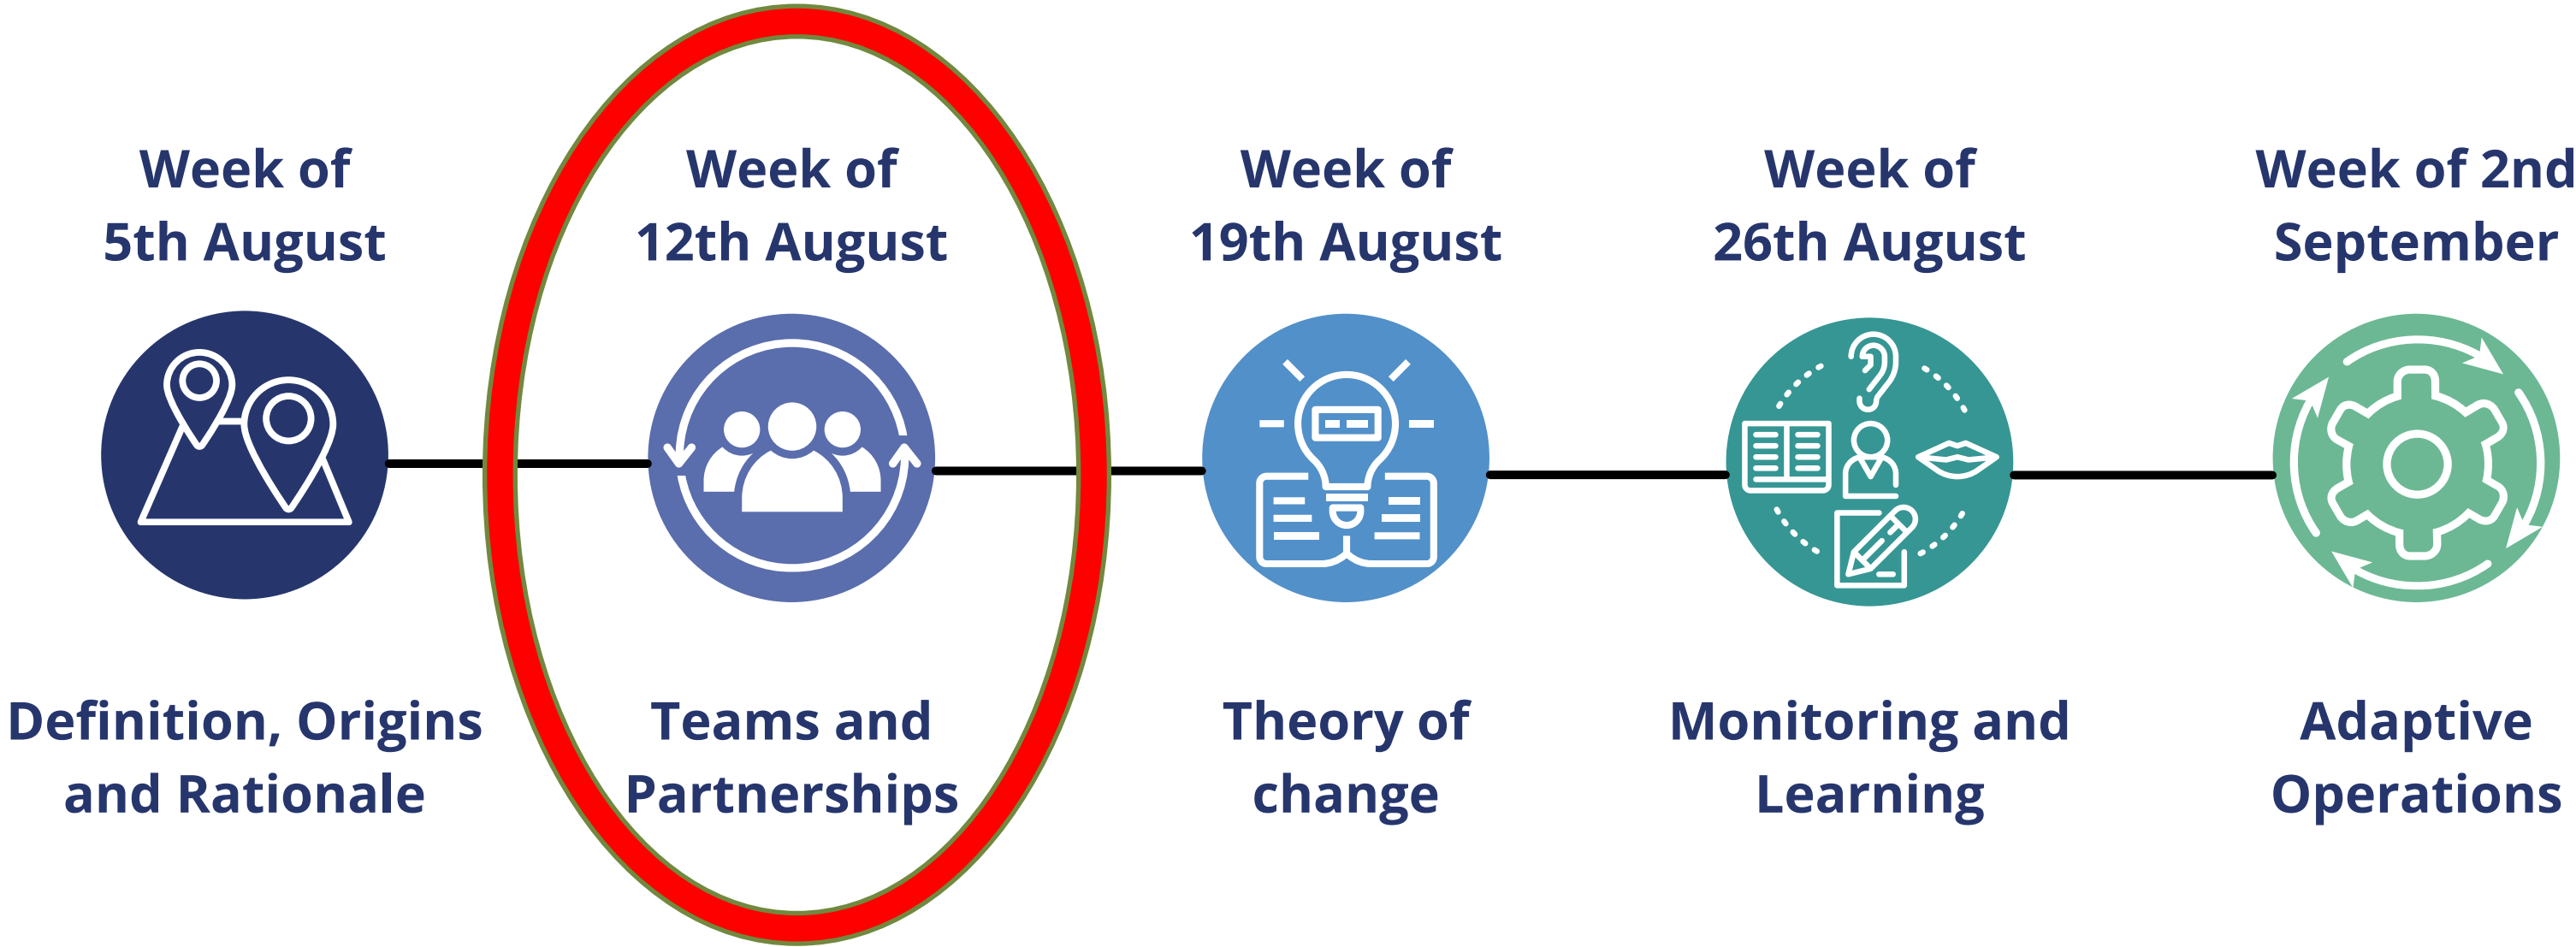 Week of
5th August
Week of
12th August
Week of
19th August
Week of
26th August
Week of 2nd
September
Definition, Origins
and Rationale
Teams and
Partnerships
Theory of
change
Monitoring and
Learning
Adaptive
Operations